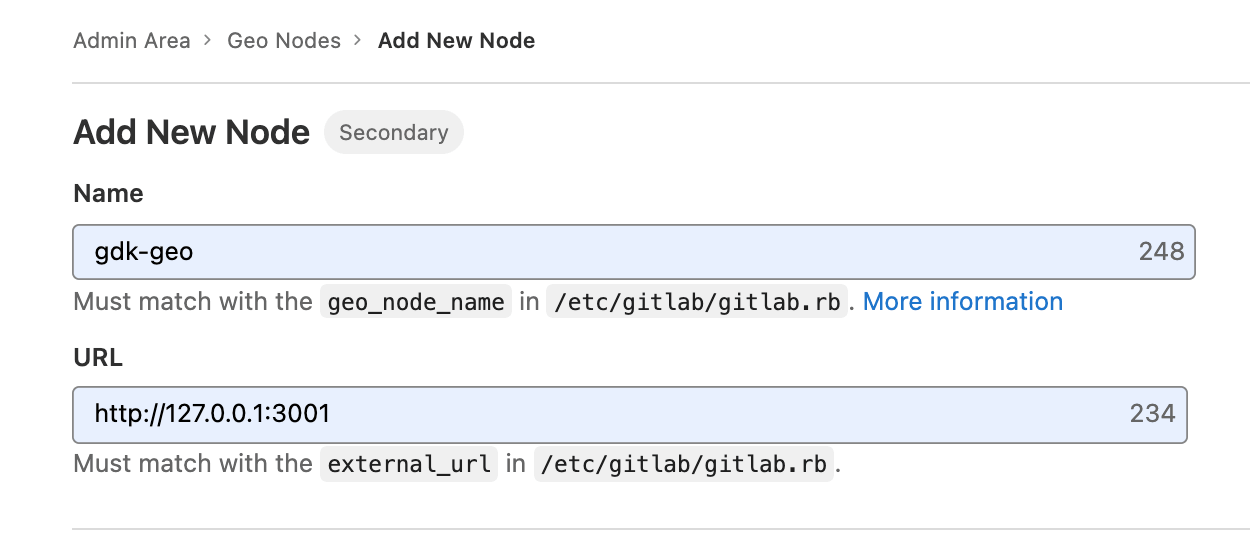 Admin Area > Geo Nodes > Add New Node
Add New Node Secondary
Name
gdk-geo 248
Must match with the geo_node_name in /etc/gitlab/gitlab.rb. More information
URL
http://127.0.0.1:3001 234
Must match with the external_url in /etc/gitlab/gitlab.rb.